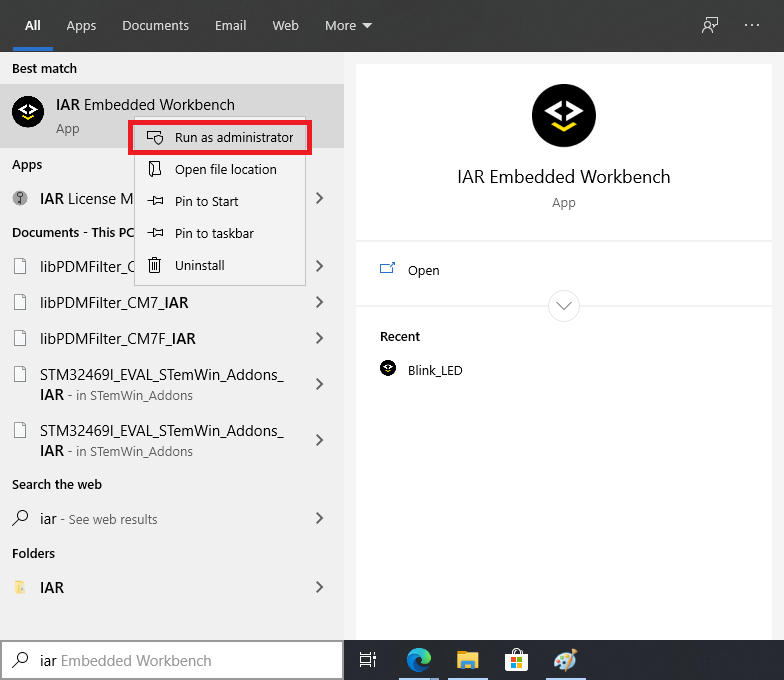 All Apps Documents Email Web More
Best match
IAR Embedded Workbench
App
Run as administrator
Open file location
Pin to Start
Pin to taskbar
Uninstall
Apps
IAR License M
Documents - This PC
libPDMFilter_C
libPDMFilter_CM7_IAR
libPDMFilter_CM7F_IAR
STM32469I_EVAL_STemWin_Addons_
IAR - in STemWin_Addons
STM32469I_EVAL_STemWin_Addons_
IAR - in STemWin_Addons
Search the web
iar - See web results
Folders
IAR
iar Embedded Workbench
IAR Embedded Workbench
App
Open
Recent
Blink_LED